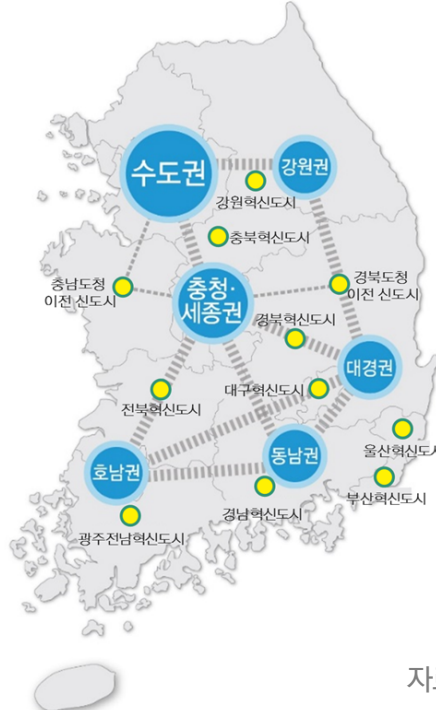 수도권
강원권
강원혁신도시
충북혁신도시
충남도청
이전 신도시
경북도청
이전 신도시
충청·
세종권
경북혁신도시
대경권
대구혁신도시
전북혁신도시
울산혁신도시
호남권
동남권
부산혁신도시
경남혁신도시
광주전남혁신도시